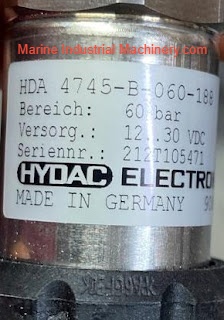 Marine Industrial Machinery.com
HDA 4745-B-060-188
Bereich: 60 bar
Versorg.: 12..30 VDC
Seriennr.: 212T105471
HYDAC ELECTRO
MADE IN GERMANY